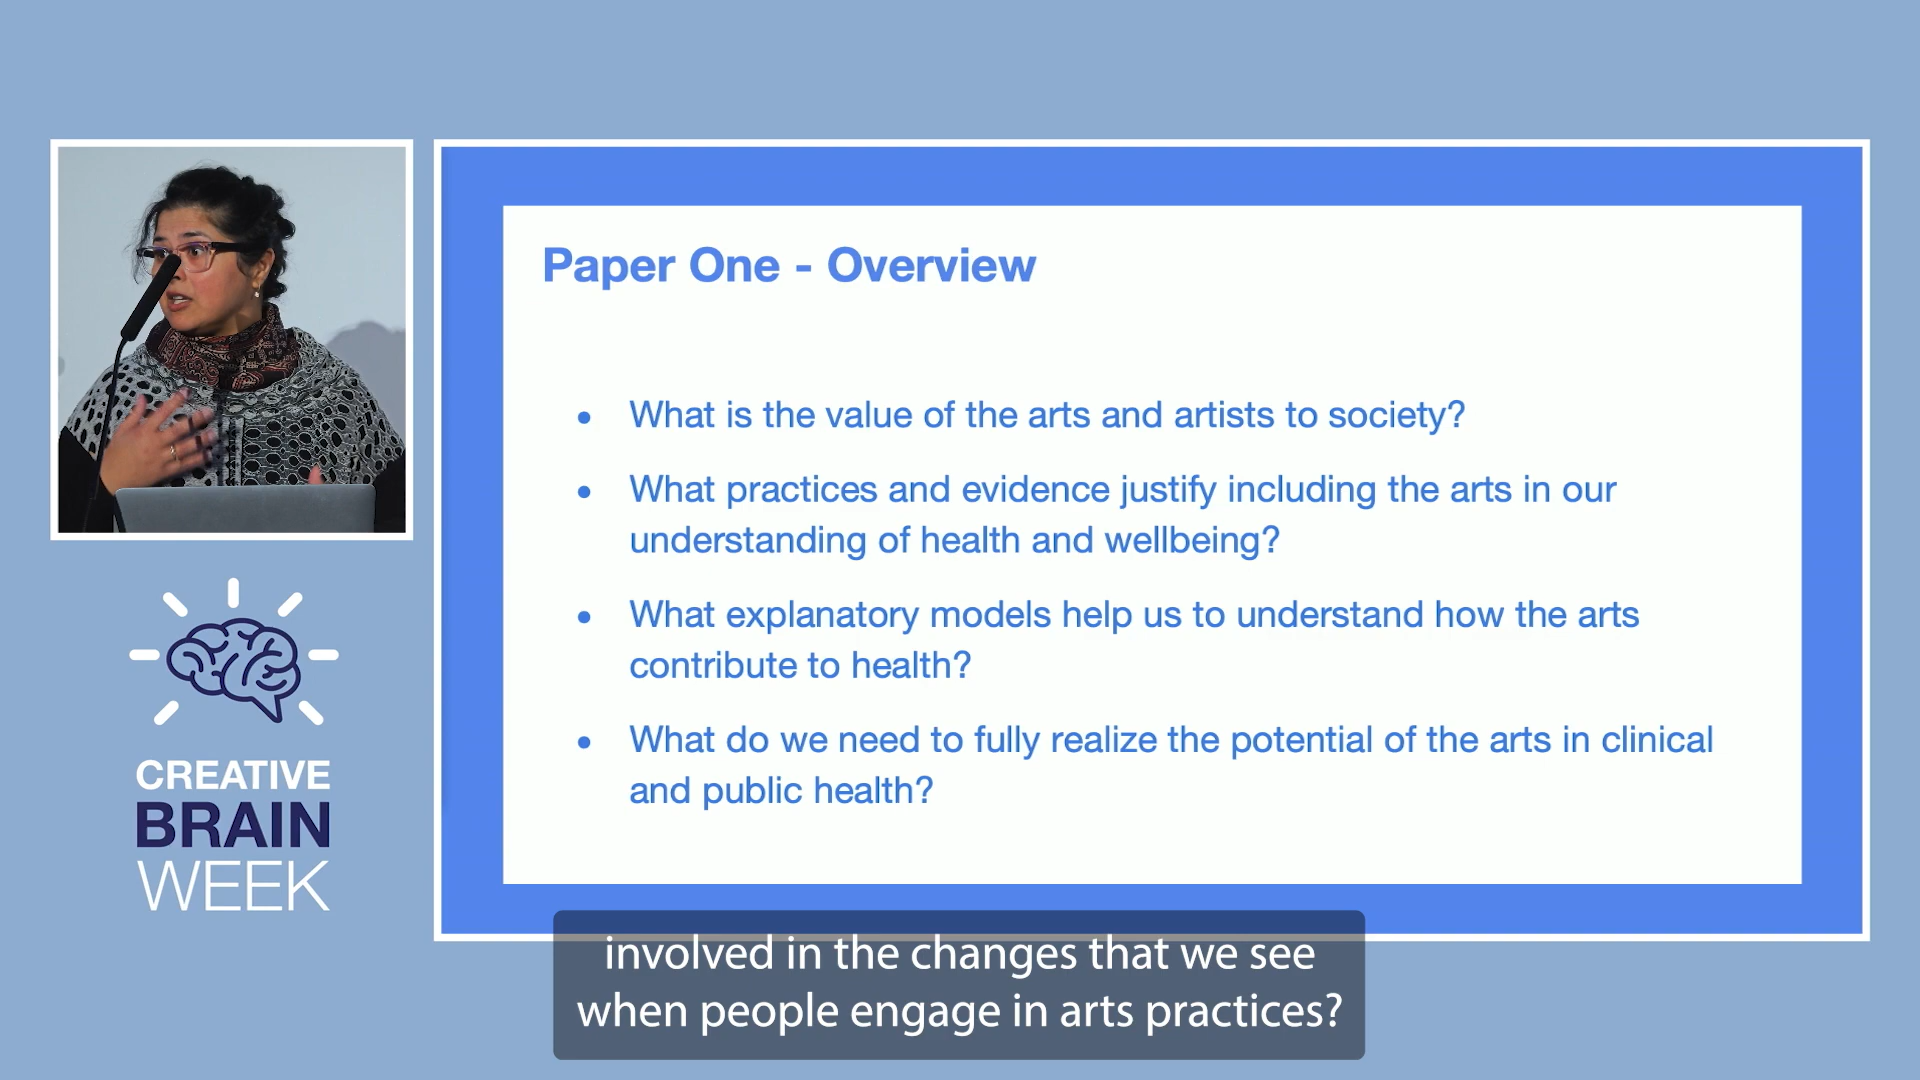 Paper One - Overview
• What is the value of the arts and artists to society?
• What practices and evidence justify including the arts in our
understanding of health and wellbeing?
• What explanatory models help us to understand how the arts
contribute to health?
• What do we need to fully realize the potential of the arts in clinical
and public health?
CREATIVE
BRAIN
WEEK
involved in the changes that we see
when people engage in arts practices?